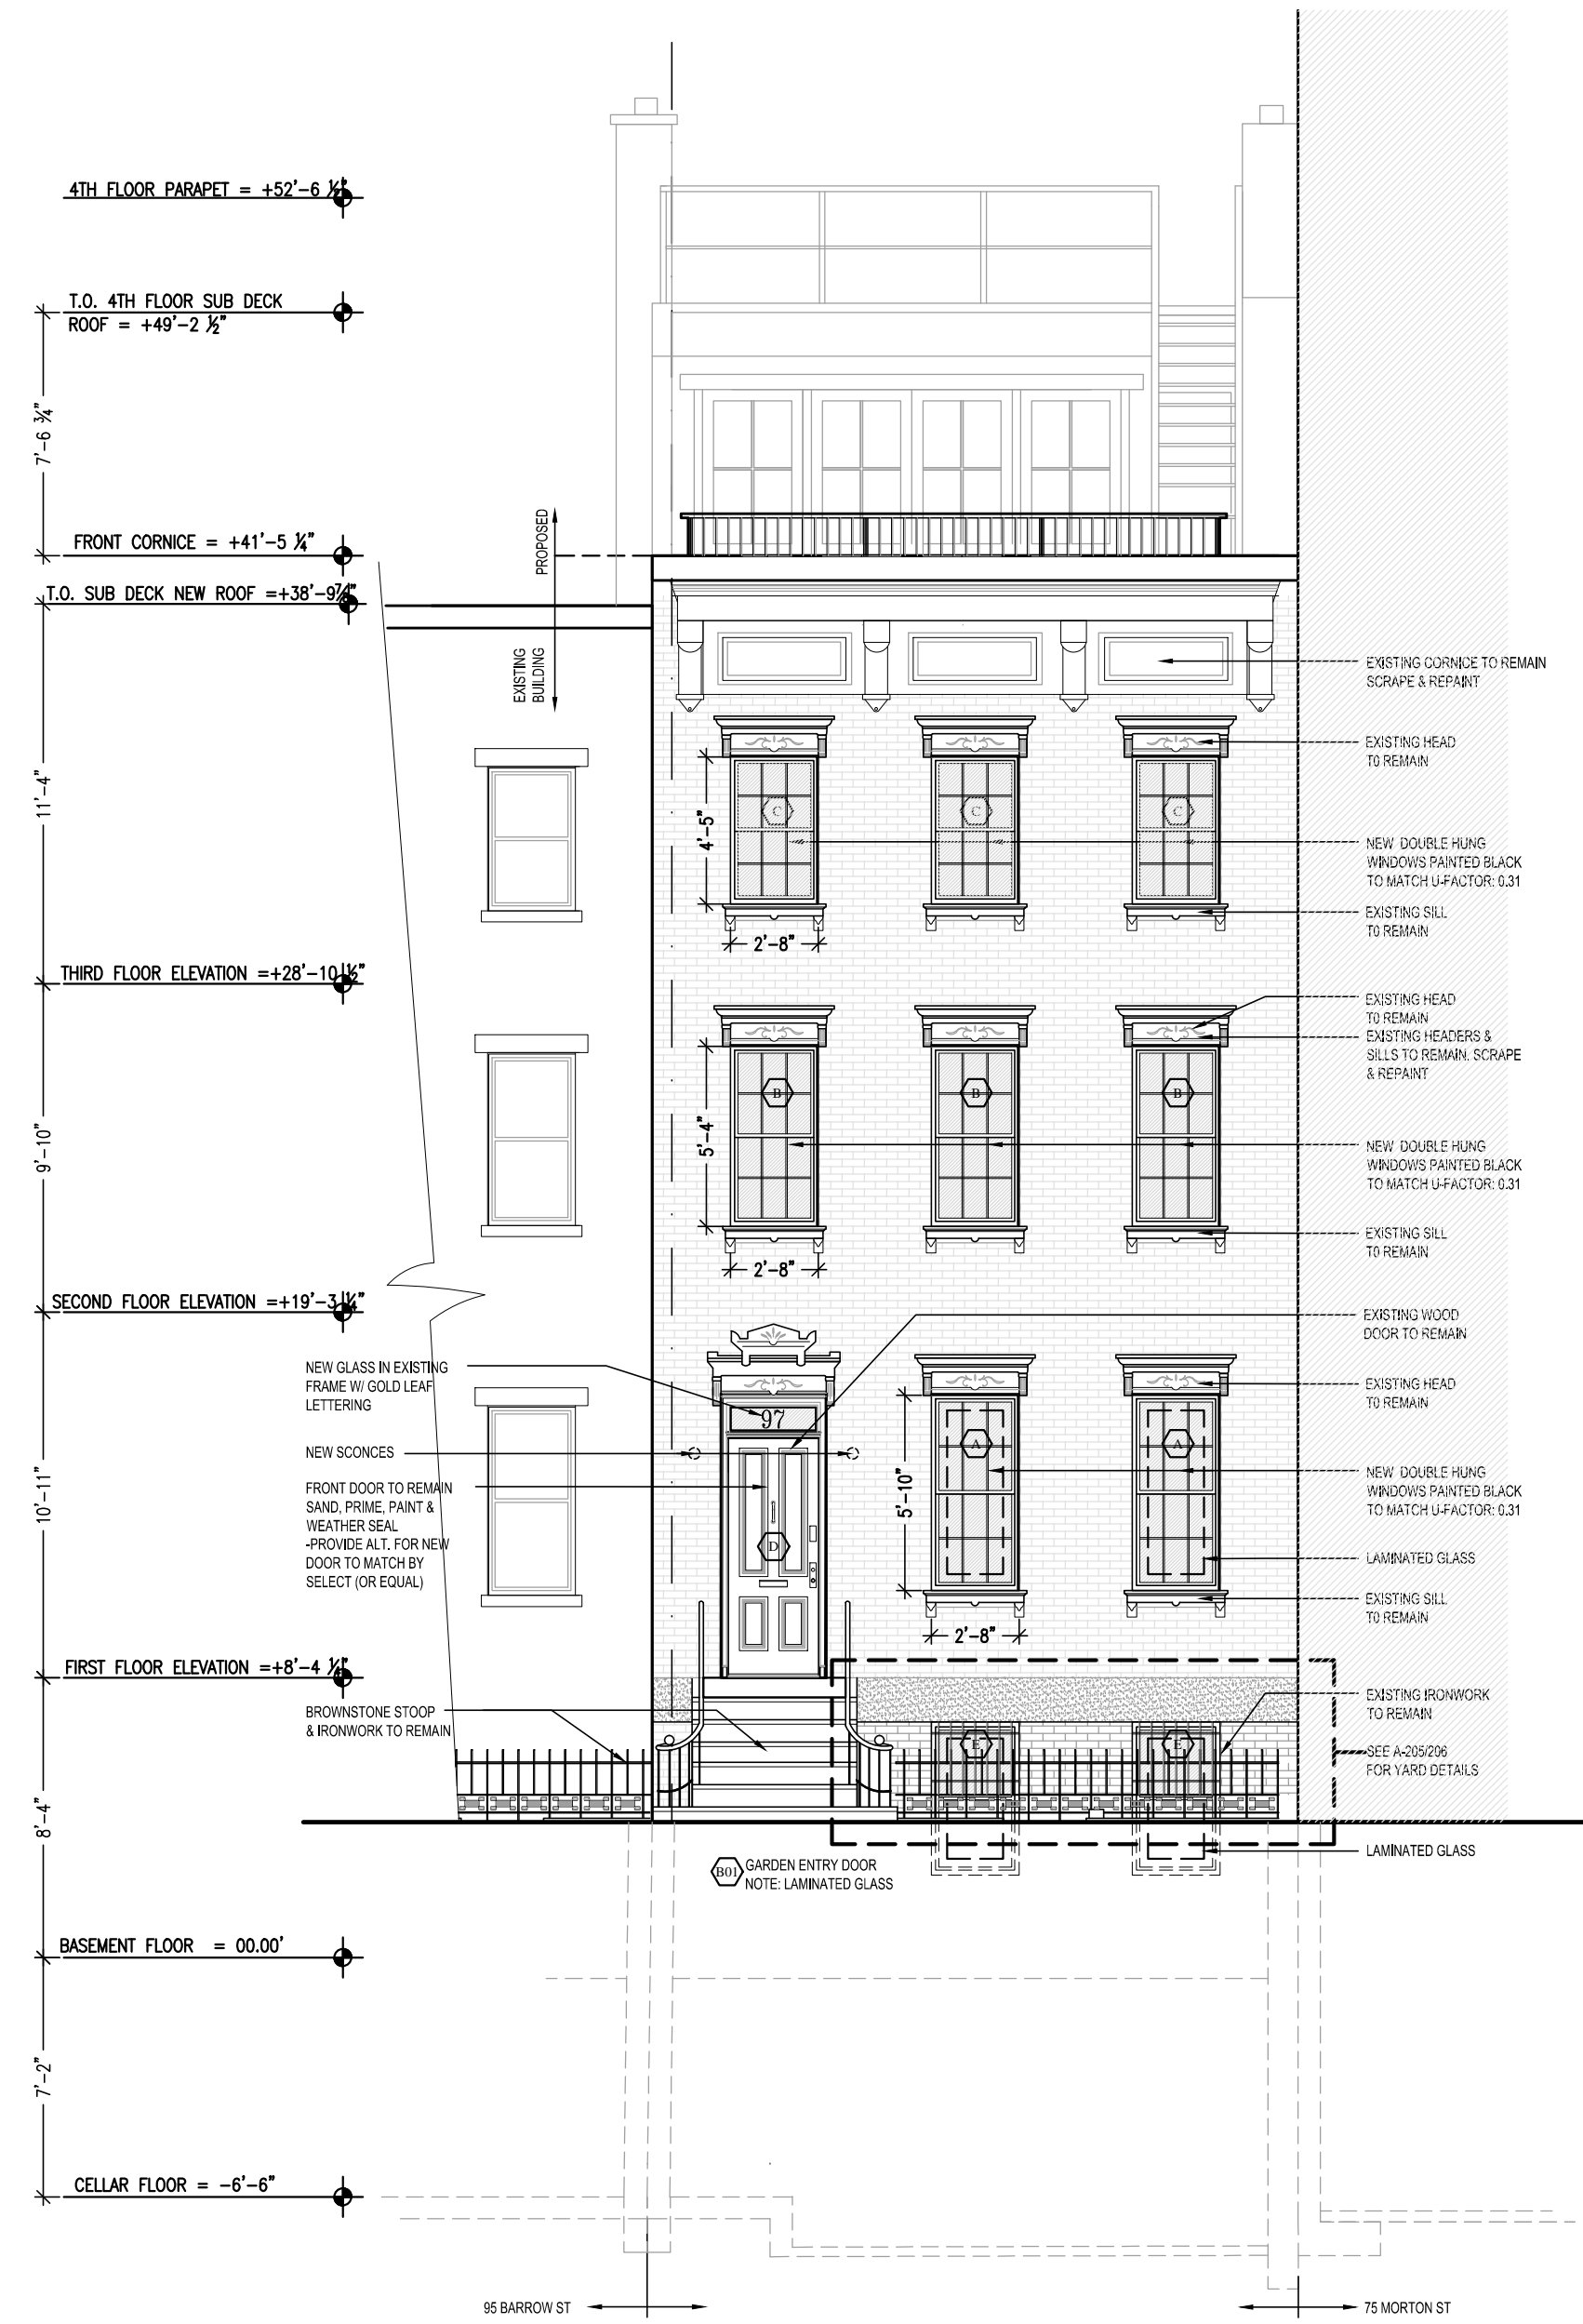 4TH FLOOR PARAPET = +52'-6 ½"
T.O. 4TH FLOOR SUB DECK
ROOF = +49'-2 ½"
7'-6 ¾"
FRONT CORNICE = +41'-5 ¼"
T.O. SUB DECK NEW ROOF =+38'-9⅞"
11'-4"
THIRD FLOOR ELEVATION =+28'-10 ½"
9'-10"
SECOND FLOOR ELEVATION =+19'-3 ¼"
10'-11"
FIRST FLOOR ELEVATION =+8'-4 ¼"
8'-4"
BASEMENT FLOOR = 00.00'
7'-2"
CELLAR FLOOR = -6'-6"
PROPOSED
EXISTING
BUILDING
NEW GLASS IN EXISTING
FRAME W/ GOLD LEAF
LETTERING
NEW SCONCES
FRONT DOOR TO REMAIN
SAND, PRIME, PAINT &
WEATHER SEAL
-PROVIDE ALT. FOR NEW
DOOR TO MATCH BY
SELECT (OR EQUAL)
BROWNSTONE STOOP
& IRONWORK TO REMAIN
C
C
C
4'-5"
2'-8"
B
B
B
5'-4"
2'-8"
97
D
A
A
5'-10"
2'-8"
E
E
B01
GARDEN ENTRY DOOR
NOTE: LAMINATED GLASS
EXISTING CORNICE TO REMAIN
SCRAPE & REPAINT
EXISTING HEAD
TO REMAIN
NEW DOUBLE HUNG
WINDOWS PAINTED BLACK
TO MATCH U-FACTOR: 0.31
EXISTING SILL
TO REMAIN
EXISTING HEAD
TO REMAIN
EXISTING HEADERS &
SILLS TO REMAIN. SCRAPE
& REPAINT
NEW DOUBLE HUNG
WINDOWS PAINTED BLACK
TO MATCH U-FACTOR: 0.31
EXISTING SILL
TO REMAIN
EXISTING WOOD
DOOR TO REMAIN
EXISTING HEAD
TO REMAIN
NEW DOUBLE HUNG
WINDOWS PAINTED BLACK
TO MATCH U-FACTOR: 0.31
LAMINATED GLASS
EXISTING SILL
TO REMAIN
EXISTING IRONWORK
TO REMAIN
SEE A-205/206
FOR YARD DETAILS
LAMINATED GLASS
95 BARROW ST
75 MORTON ST